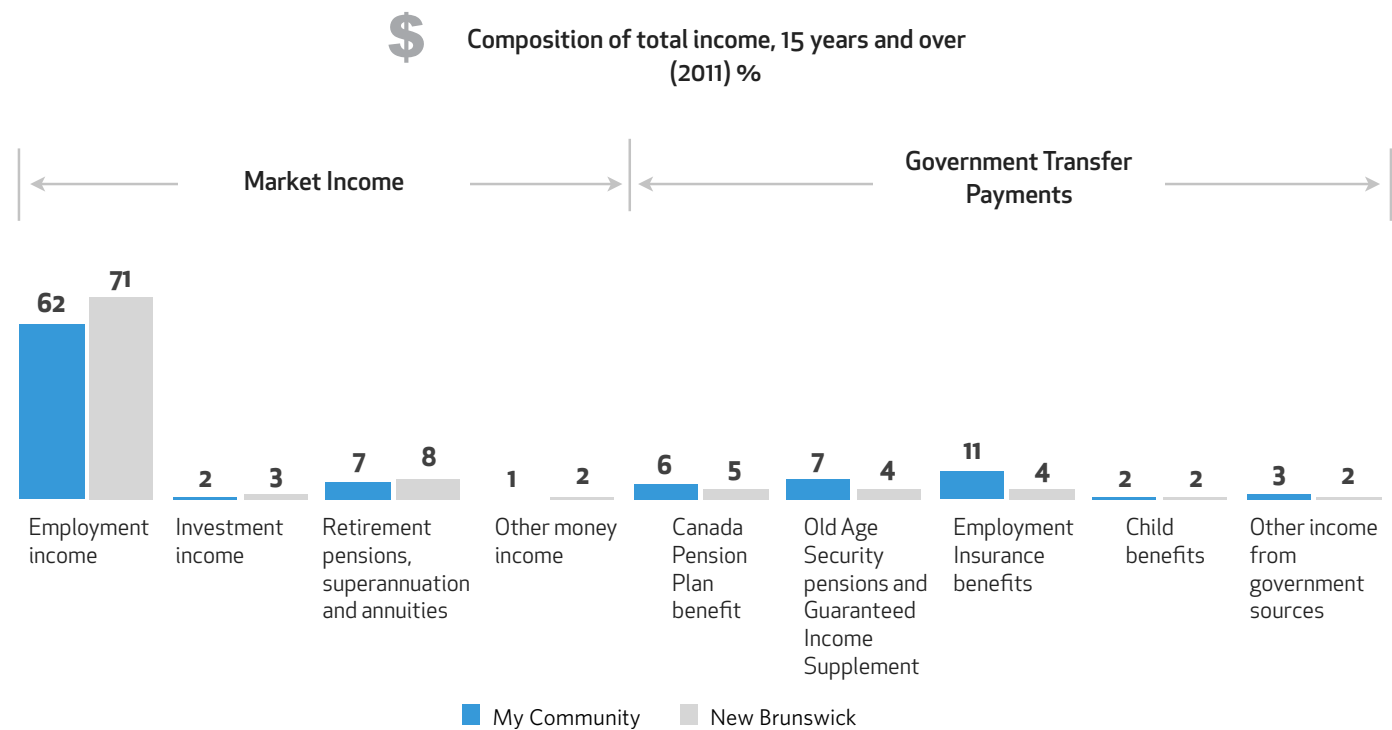 $
Composition of total income, 15 years and over
(2011) %
Market Income
Government Transfer
Payments
62
71
2
3
7
8
1
2
6
5
7
4
11
4
2
2
3
2
Employment
income
Investment
income
Retirement
pensions,
superannuation
and annuities
Other money
income
Canada
Pension
Plan
benefit
Old Age
Security
pensions and
Guaranteed
Income
Supplement
Employment
Insurance
benefits
Child
benefits
Other income
from
government
sources
My Community
New Brunswick